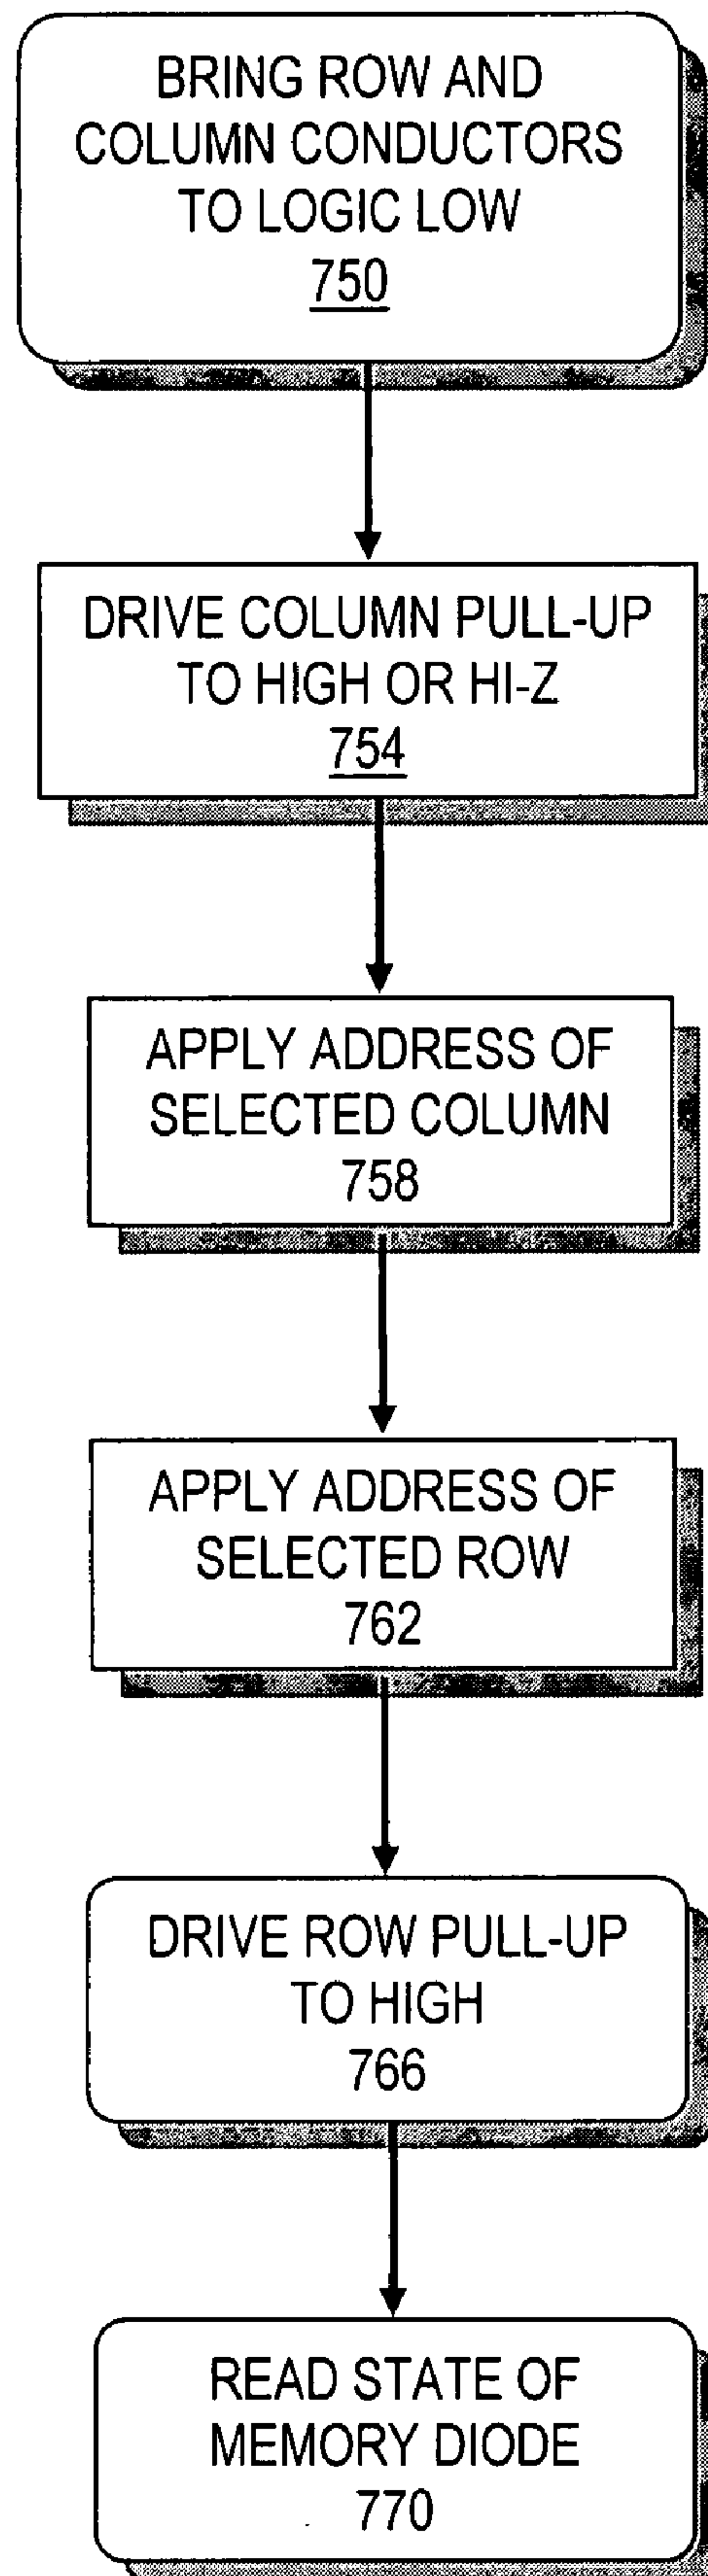 BRING ROW AND
COLUMN CONDUCTORS
TO LOGIC LOW
750
DRIVE COLUMN PULL-UP
TO HIGH OR HI-Z
754
APPLY ADDRESS OF
SELECTED COLUMN
758
APPLY ADDRESS OF
SELECTED ROW
762
DRIVE ROW PULL-UP
TO HIGH
766
READ STATE OF
MEMORY DIODE
770